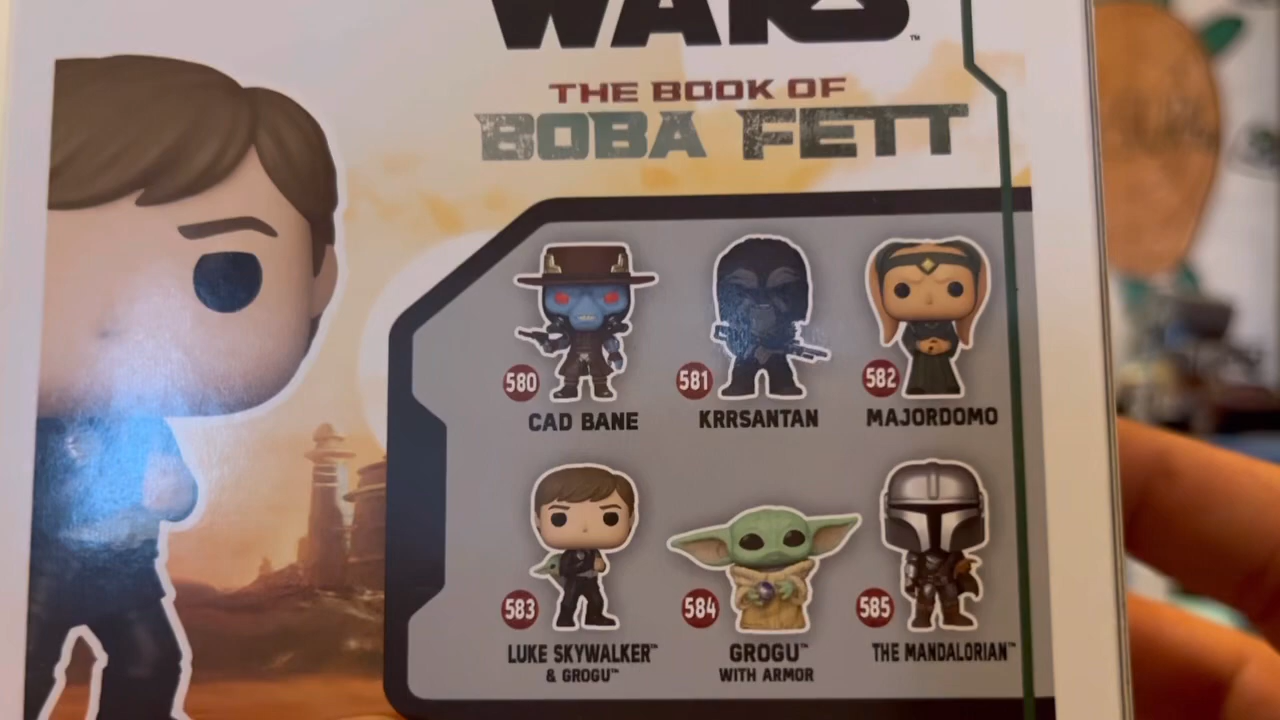 WARS™
THE BOOK OF
BOBA FETT
580
CAD BANE
581
KRRSANTAN
582
MAJORDOMO
583
LUKE SKYWALKER™
& GROGU™
584
GROGU™
WITH ARMOR
585
THE MANDALORIAN™